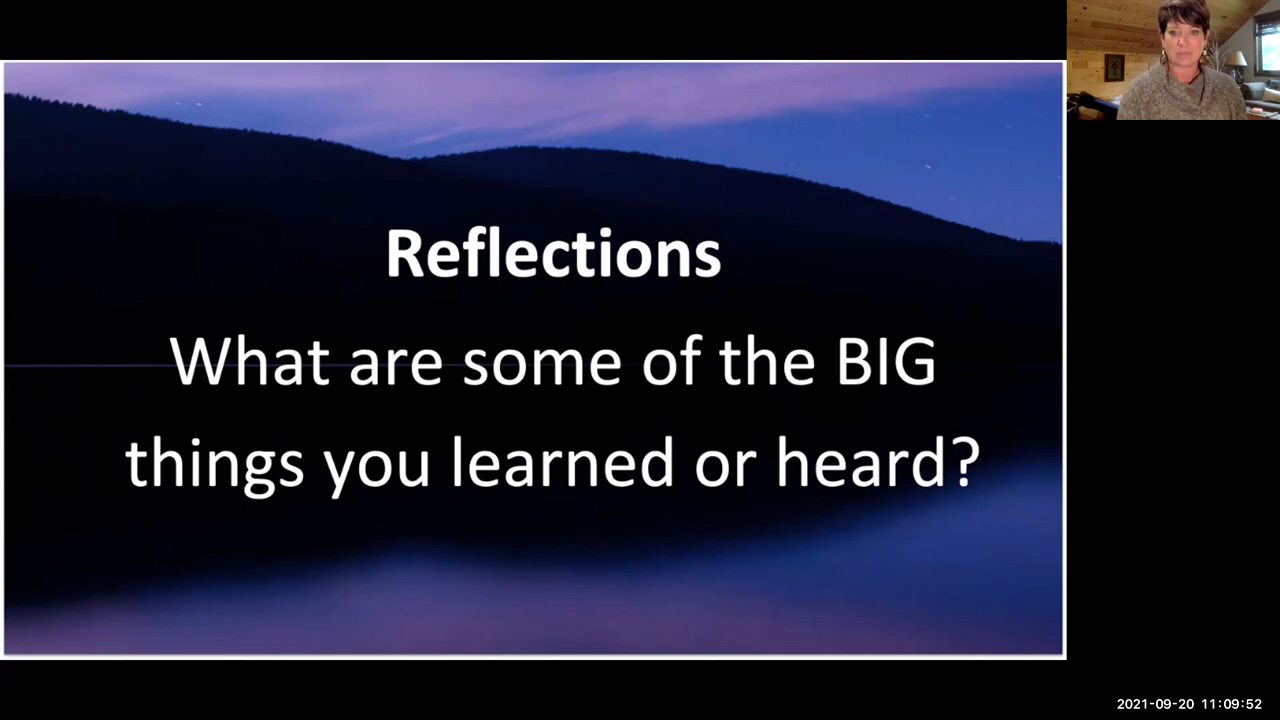 Reflections
What are some of the BIG
things you learned or heard?
2021-09-20 11:09:52